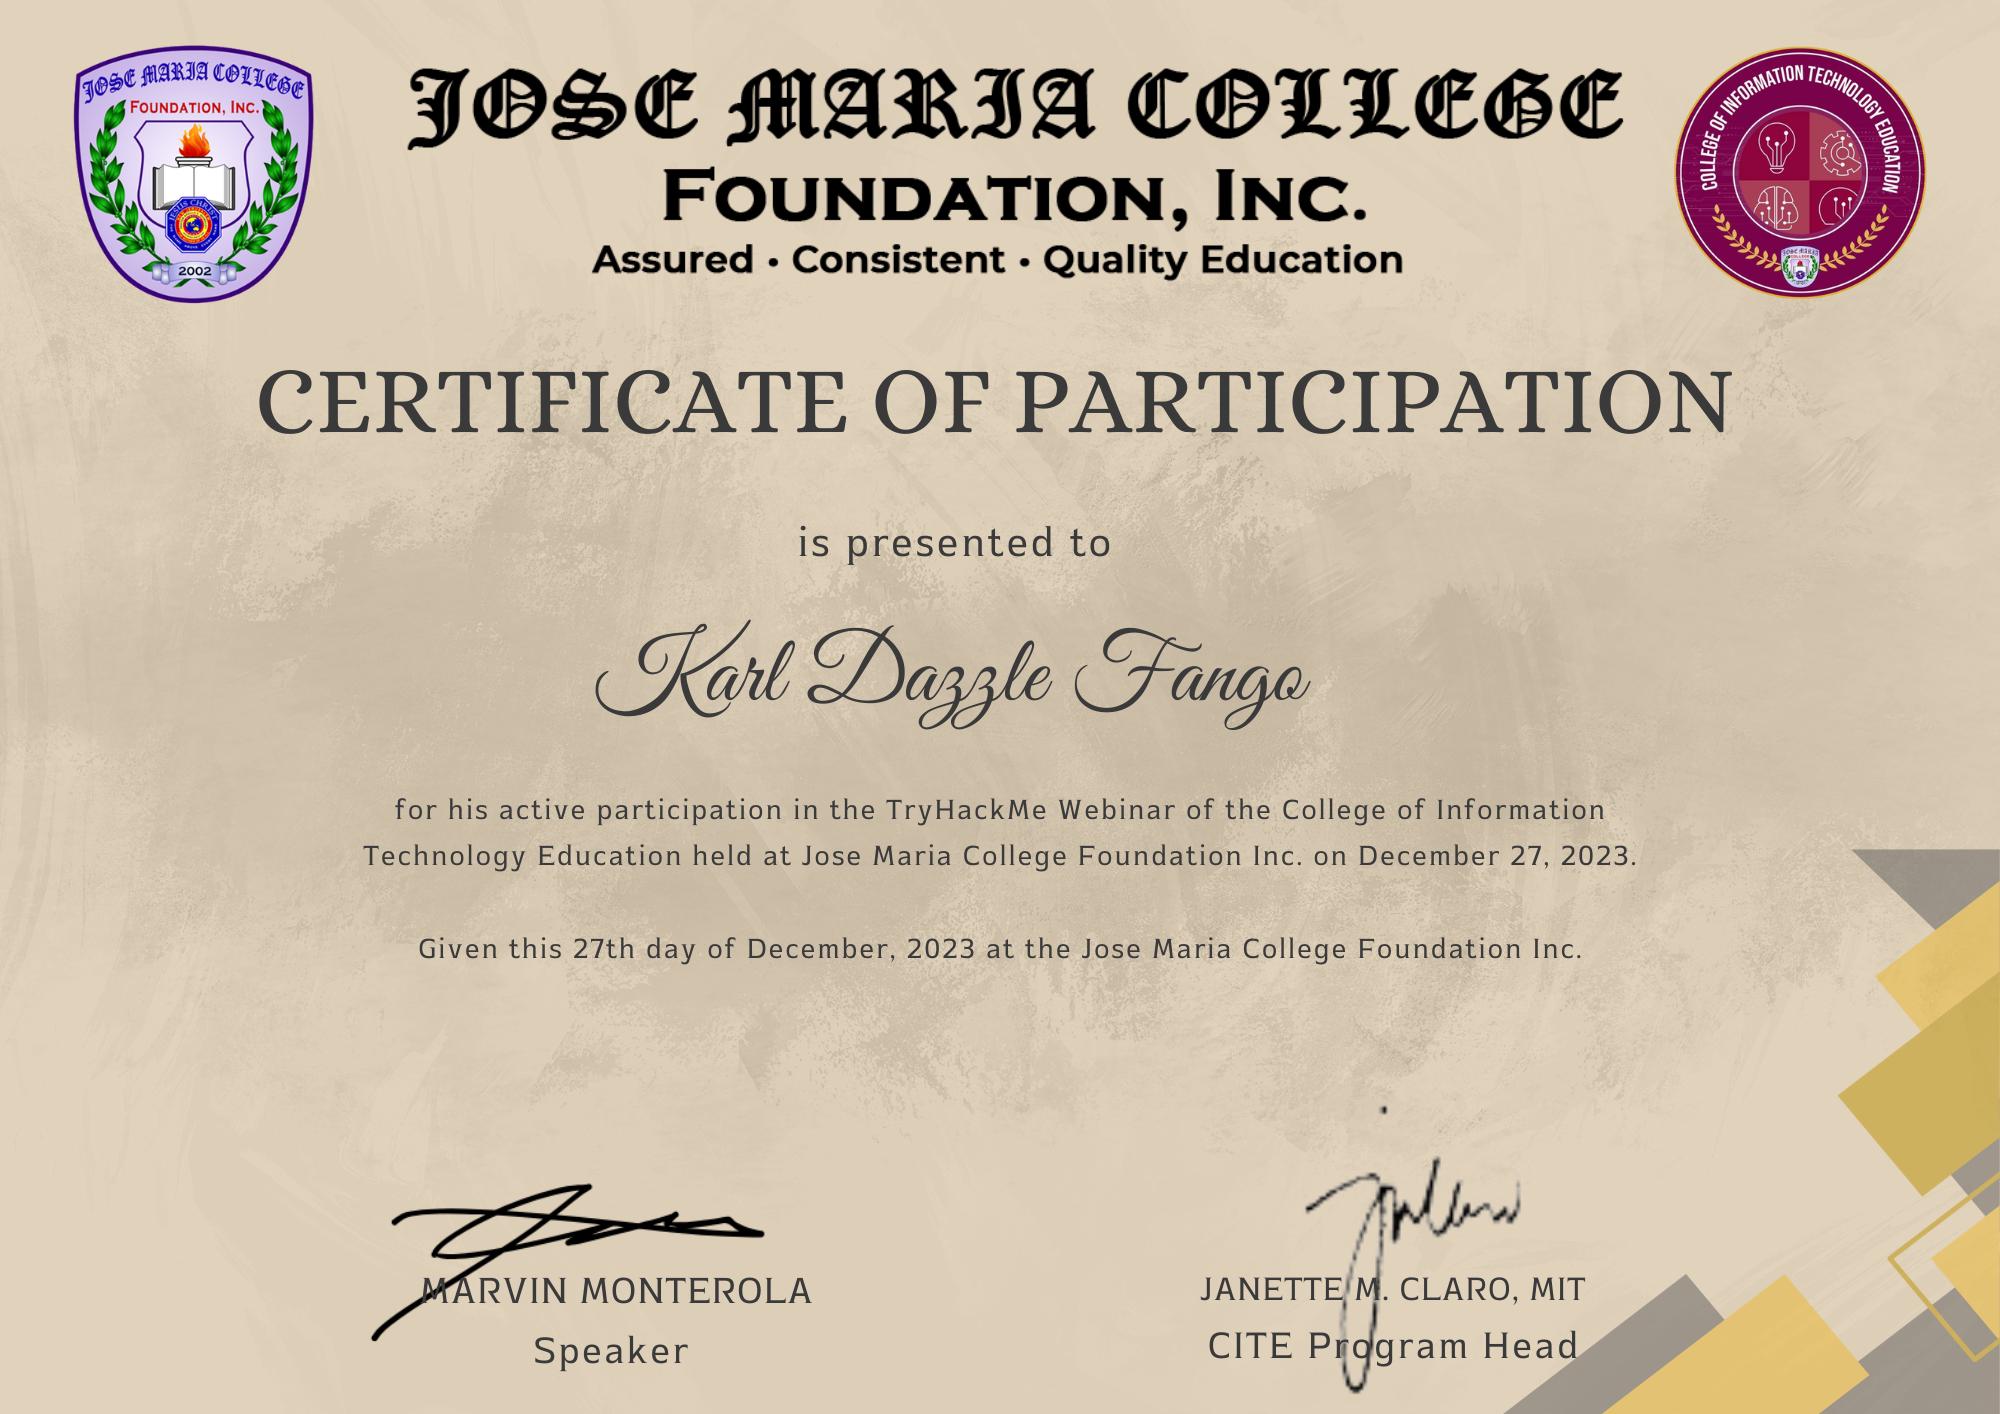 JOSE MARIA COLLEGE
FOUNDATION, INC.
2002
JOSE MARIA COLLEGE
FOUNDATION, INC.
Assured • Consistent • Quality Education
COLLEGE OF INFORMATION TECHNOLOGY EDUCATION
CERTIFICATE OF PARTICIPATION
is presented to
Karl Dazzle Fango
for his active participation in the TryHackMe Webinar of the College of Information
Technology Education held at Jose Maria College Foundation Inc. on December 27, 2023.
Given this 27th day of December, 2023 at the Jose Maria College Foundation Inc.
MARVIN MONTEROLA
Speaker
JANETTE M. CLARO, MIT
CITE Program Head